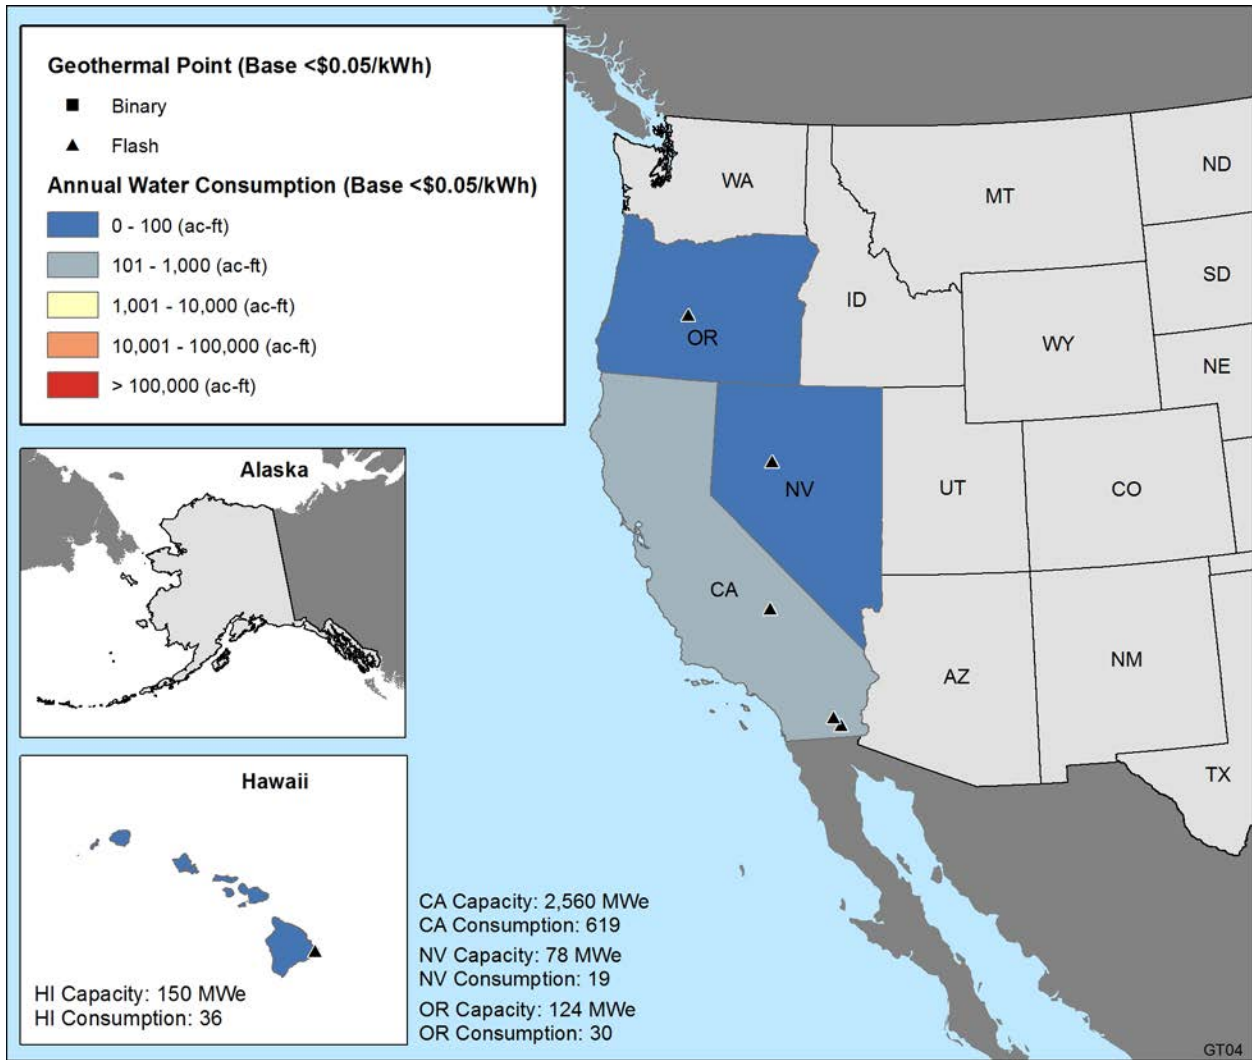 Geothermal Point (Base <$0.05/kWh)
Binary
Flash
Annual Water Consumption (Base <$0.05/kWh)
0 - 100 (ac-ft)
101 - 1,000 (ac-ft)
1,001 - 10,000 (ac-ft)
10,001 - 100,000 (ac-ft)
> 100,000 (ac-ft)
WA
MT
ND
OR
ID
SD
WY
NE
NV
UT
CO
CA
AZ
NM
TX
Alaska
Hawaii
HI Capacity: 150 MWe
HI Consumption: 36
CA Capacity: 2,560 MWe
CA Consumption: 619
NV Capacity: 78 MWe
NV Consumption: 19
OR Capacity: 124 MWe
OR Consumption: 30
GT04